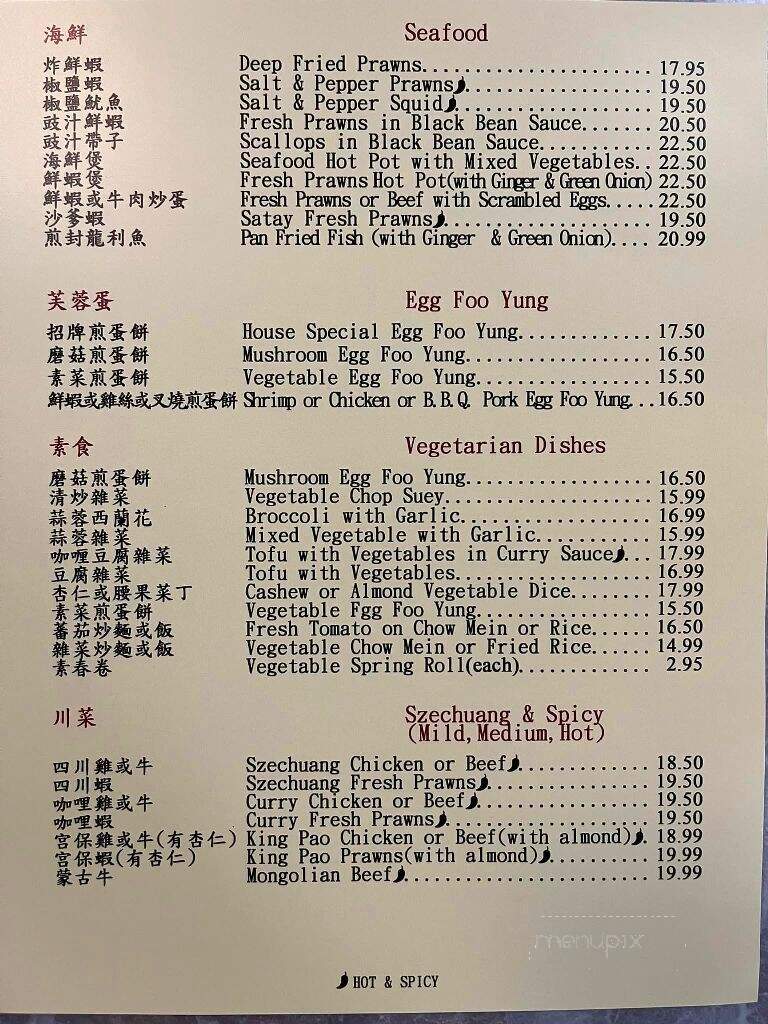 海鮮 Seafood
炸鮮蝦 Deep Fried Prawns...................... 17.95
椒鹽蝦 Salt & Pepper Prawns.................. 19.50
椒鹽魷魚 Salt & Pepper Squid................... 19.50
豉汁鮮蝦 Fresh Prawns in Black Bean Sauce....... 20.50
豉汁帶子 Scallops in Black Bean Sauce........... 22.50
海鮮煲 Seafood Hot Pot with Mixed Vegetables.. 22.50
鮮蝦煲 Fresh Prawns Hot Pot(with Ginger & Green Onion) 22.50
鮮蝦或牛肉炒蛋 Fresh Prawns or Beef with Scrambled Eggs..... 22.50
沙爹蝦 Satay Fresh Prawns.................... 19.50
煎封龍利魚 Pan Fried Fish (with Ginger & Green Onion).... 20.99
芙蓉蛋 Egg Foo Yung
招牌煎蛋餅 House Special Egg Foo Yung............. 17.50
磨菇煎蛋餅 Mushroom Egg Foo Yung.................. 16.50
素菜煎蛋餅 Vegetable Egg Foo Yung................. 15.50
鮮蝦或雞絲或叉燒煎蛋餅 Shrimp or Chicken or B.B.Q. Pork Egg Foo Yung... 16.50
素食 Vegetarian Dishes
磨菇煎蛋餅 Mushroom Egg Foo Yung.................. 16.50
清炒雜菜 Vegetable Chop Suey.................... 15.99
蒜蓉西蘭花 Broccoli with Garlic................... 16.99
蒜蓉雜菜 Mixed Vegetable with Garlic........... 15.99
咖喱豆腐雜菜 Tofu with Vegetables in Curry Sauce... 17.99
豆腐雜菜 Tofu with Vegetables................... 16.99
杏仁或腰果菜丁 Cashew or Almond Vegetable Dice........ 17.99
素菜煎蛋餅 Vegetable Fgg Foo Yung................. 15.50
蕃茄炒麵或飯 Fresh Tomato on Chow Mein or Rice...... 16.50
雜菜炒麵或飯 Vegetable Chow Mein or Fried Rice...... 14.99
素春卷 Vegetable Spring Roll(each)............. 2.95
川菜 Szechuang & Spicy
(Mild,Medium,Hot)
四川雞或牛 Szechuang Chicken or Beef............. 18.50
四川蝦 Szechuang Fresh Prawns................ 19.50
咖哩雞或牛 Curry Chicken or Beef................. 19.50
咖哩蝦 Curry Fresh Prawns.................... 19.50
宮保雞或牛(有杏仁) King Pao Chicken or Beef(with almond). 18.99
宮保蝦(有杏仁) King Pao Prawns(with almond).......... 19.99
蒙古牛 Mongolian Beef........................ 19.99
menupix
HOT & SPICY